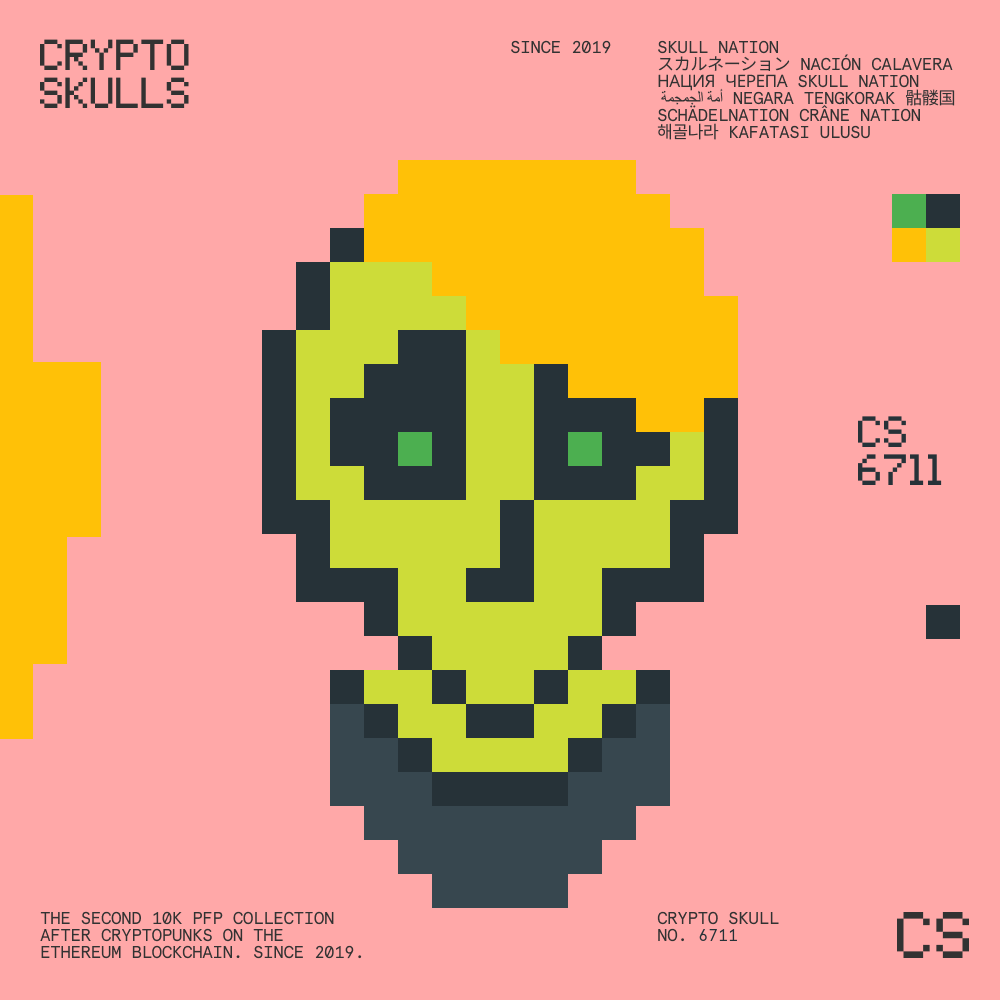 CRYPTO
SKULLS
SINCE 2019
SKULL NATION
スカルネーション NACIÓN CALAVERA
НАЦИЯ ЧЕРЕПА SKULL NATION
أمة الجمجمة NEGARA TENGKORAK 骷髅国
SCHÄDELNATION CRÂNE NATION
해골나라 KAFATASI ULUSU
CS
6711
THE SECOND 10K PFP COLLECTION
AFTER CRYPTOPUNKS ON THE
ETHEREUM BLOCKCHAIN. SINCE 2019.
CRYPTO SKULL
NO. 6711
CS